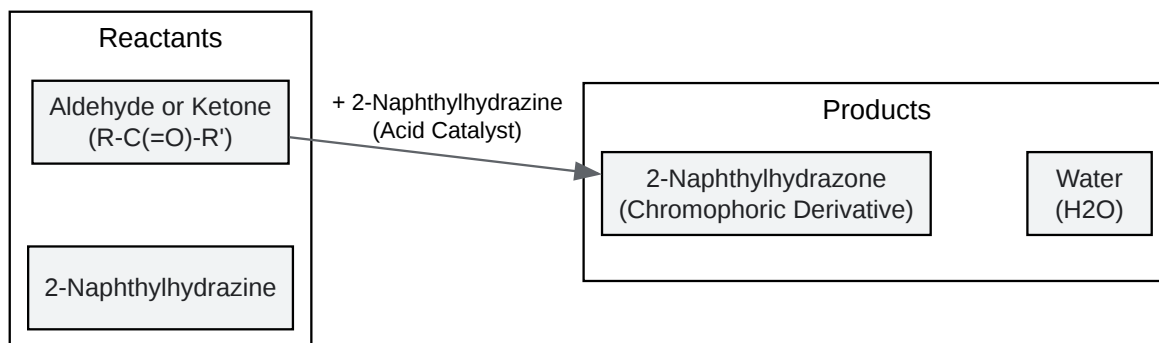 Reactants
Aldehyde or Ketone
(R-C(=O)-R')
2-Naphthylhydrazine
+ 2-Naphthylhydrazine
(Acid Catalyst)
Products
2-Naphthylhydrazone
(Chromophoric Derivative)
Water
(H2O)